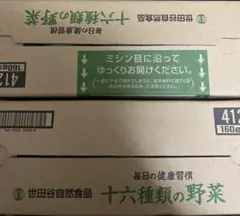 十六種類の野菜
毎日の健康習慣
世田谷自然食品
412
160g
ミシン目に沿って
ゆっくりお開けください。
412
160g
毎日の健康習慣
世田谷自然食品
十六種類の野菜